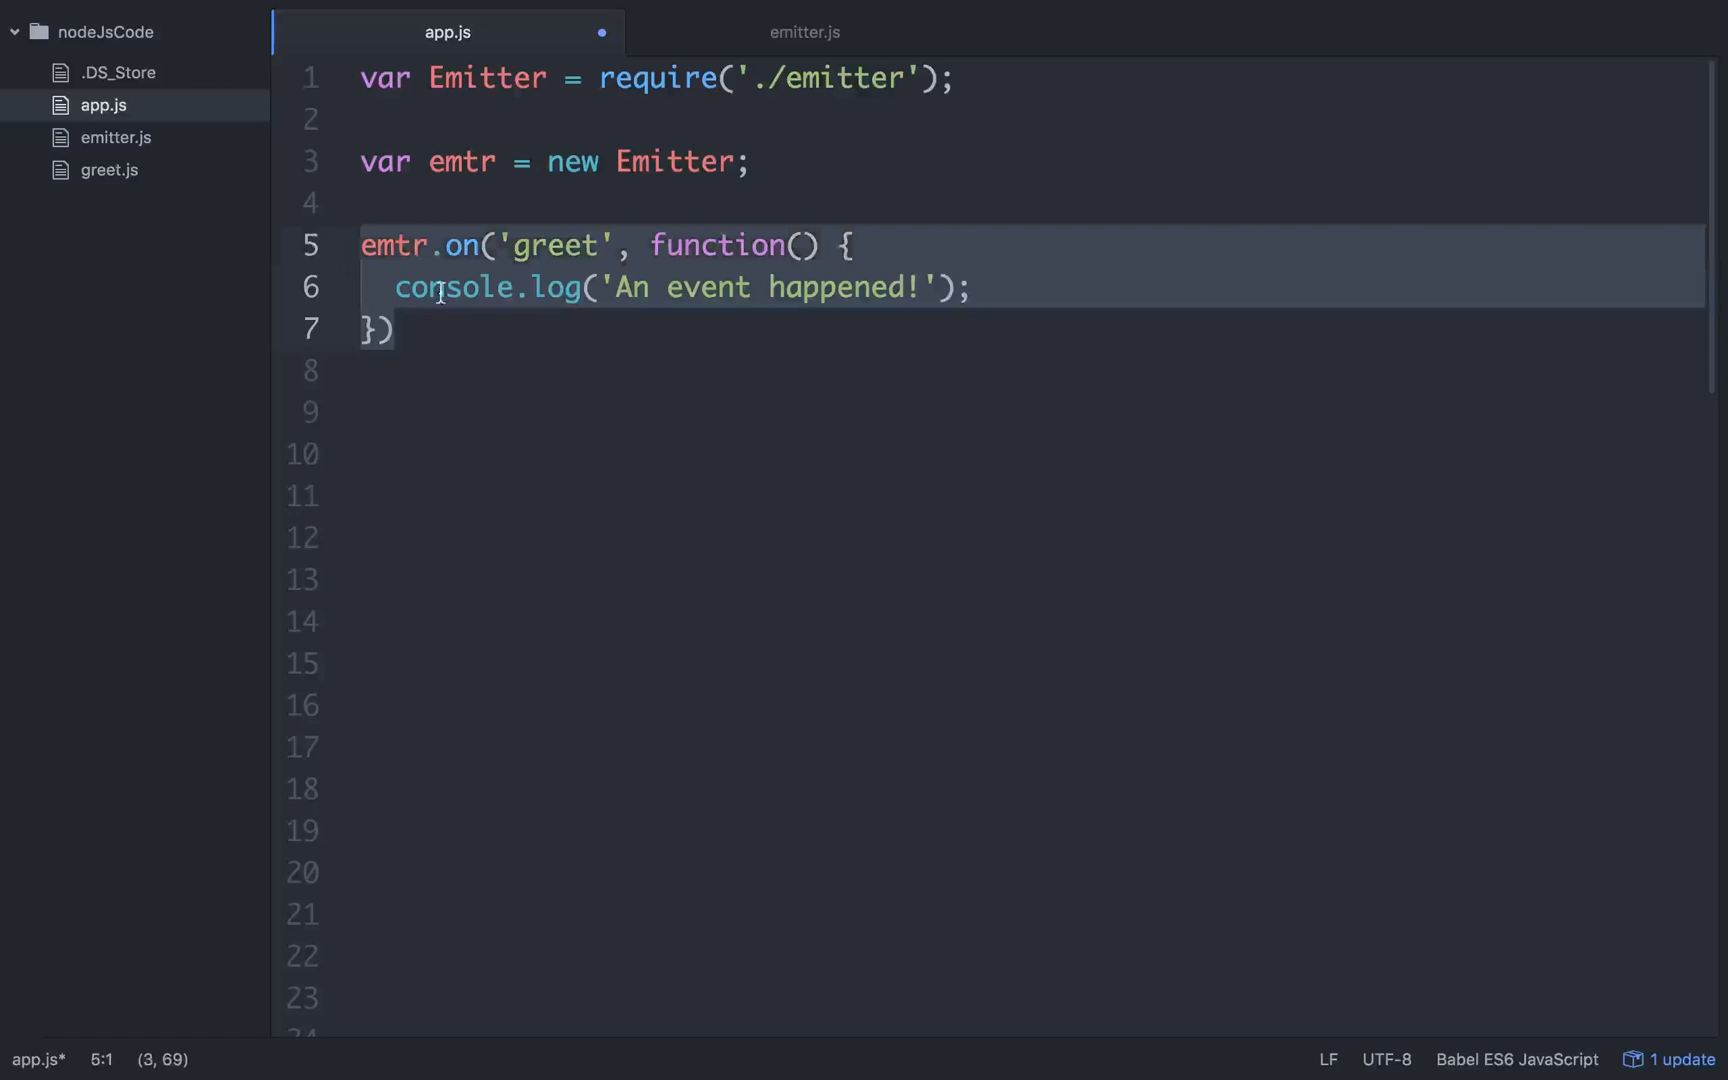 nodeJsCode
.DS_Store
app.js
emitter.js
greet.js
app.js
emitter.js
1 var Emitter = require('./emitter');
2
3 var emtr = new Emitter;
4
5 emtr.on('greet', function() {
6   console.log('An event happened!');
7 })
8
9
10
11
12
13
14
15
16
17
18
19
20
21
22
23
24
app.js* 5:1 (3, 69) LF UTF-8 Babel ES6 JavaScript 1 update